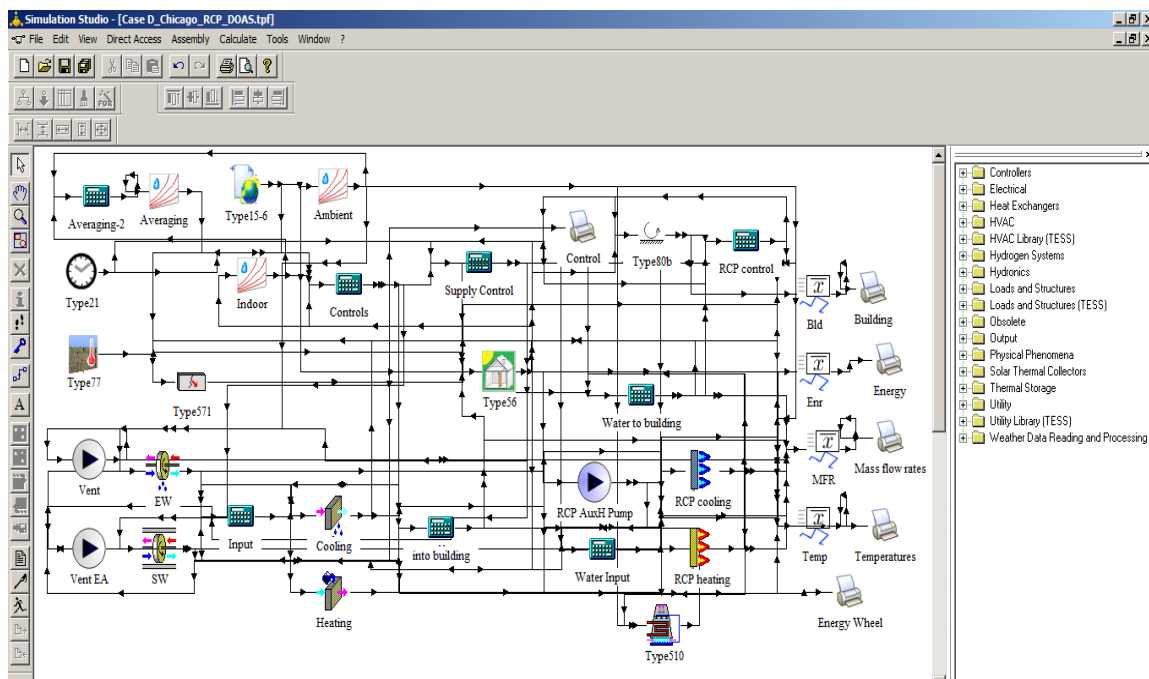 Simulation Studio - [Case D_Chicago_RCP_DOAS.tpf]
File Edit View Direct Access Assembly Calculate Tools Window ?
Averaging-2
Averaging
Type15-6
Ambient
Control
Type80b
RCP control
Type21
Indoor
Controls
Supply Control
Bld
Building
Type77
Type571
Type56
Water to building
Enr
Energy
Vent
EW
Input
Cooling
into building
RCP AuxH Pump
RCP cooling
MFR
Mass flow rates
Vent EA
SW
Heating
Water Input
RCP heating
Temp
Temperatures
Type510
Energy Wheel
Controllers
Electrical
Heat Exchangers
HVAC
HVAC Library (TESS)
Hydrogen Systems
Hydronics
Loads and Structures
Loads and Structures (TESS)
Obsolete
Output
Physical Phenomena
Solar Thermal Collectors
Thermal Storage
Utility
Utility Library (TESS)
Weather Data Reading and Processing